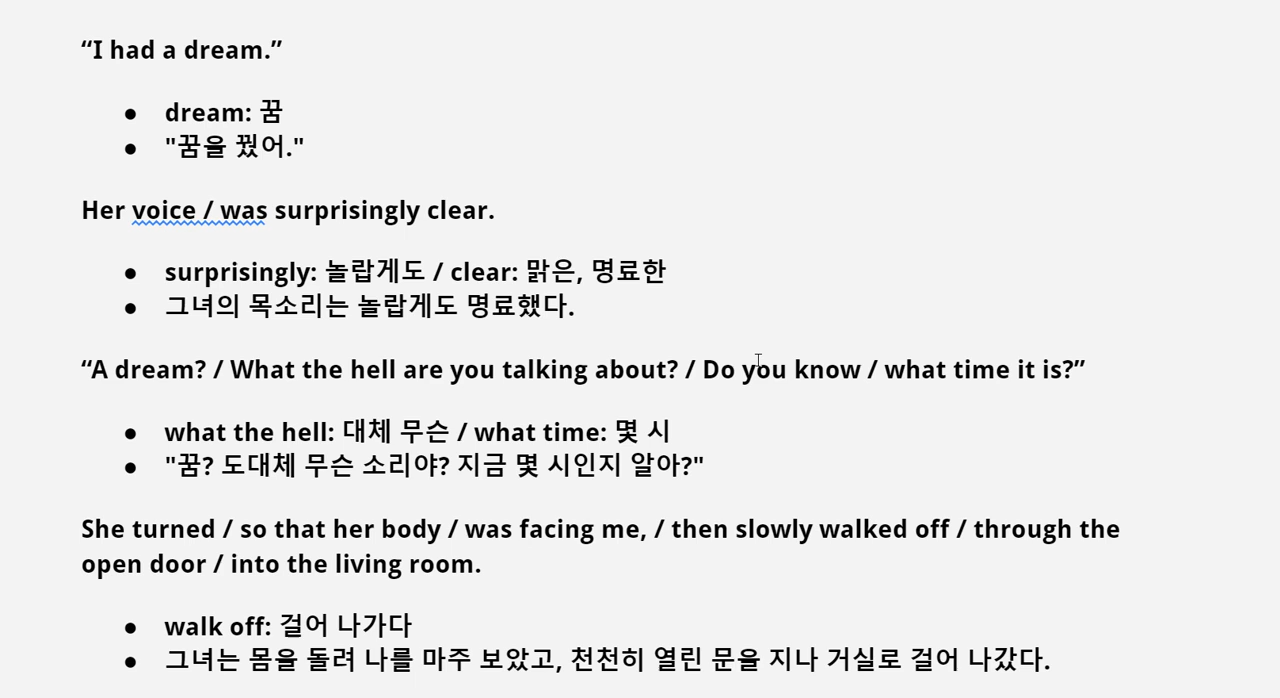 “I had a dream.”
● dream: 꿈
● "꿈을 꿨어."
Her voice / was surprisingly clear.
● surprisingly: 놀랍게도 / clear: 맑은, 명료한
● 그녀의 목소리는 놀랍게도 명료했다.
“A dream? / What the hell are you talking about? / Do you know / what time it is?”
● what the hell: 대체 무슨 / what time: 몇 시
● "꿈? 도대체 무슨 소리야? 지금 몇 시인지 알아?"
She turned / so that her body / was facing me, / then slowly walked off / through the
open door / into the living room.
● walk off: 걸어 나가다
● 그녀는 몸을 돌려 나를 마주 보았고, 천천히 열린 문을 지나 거실로 걸어 나갔다.